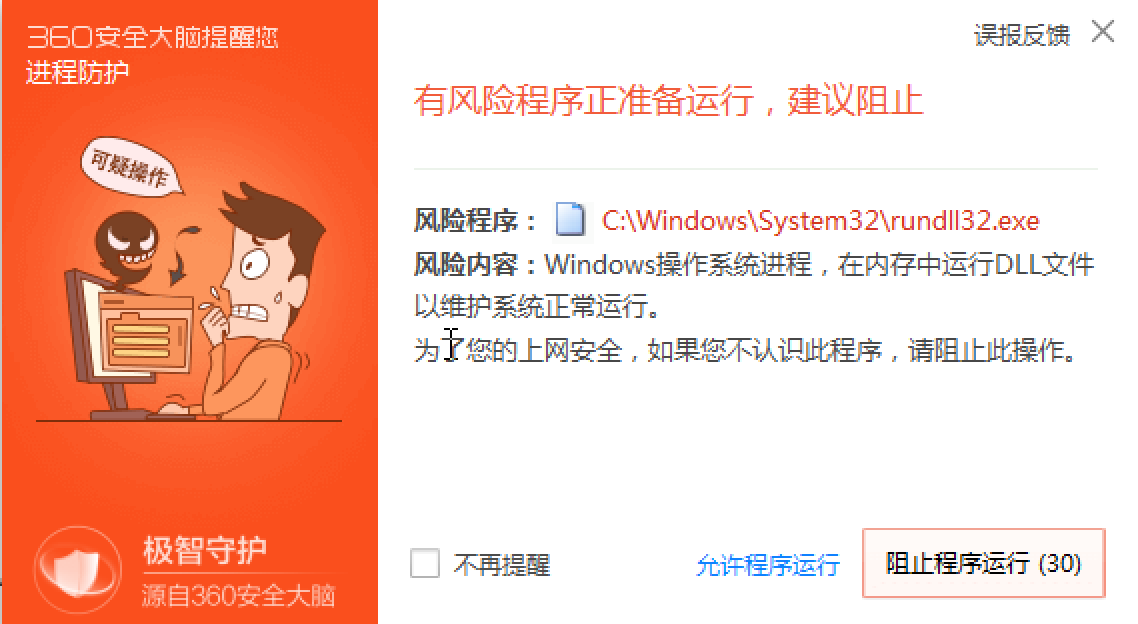 360安全大脑提醒您
进程防护
可疑操作
极智守护
源自360安全大脑
误报反馈
有风险程序正准备运行，建议阻止
风险程序： C:\Windows\System32\rundll32.exe
风险内容：Windows操作系统进程，在内存中运行DLL文件
以维护系统正常运行。
为了您的上网安全，如果您不认识此程序，请阻止此操作。
不再提醒
允许程序运行
阻止程序运行 (30)